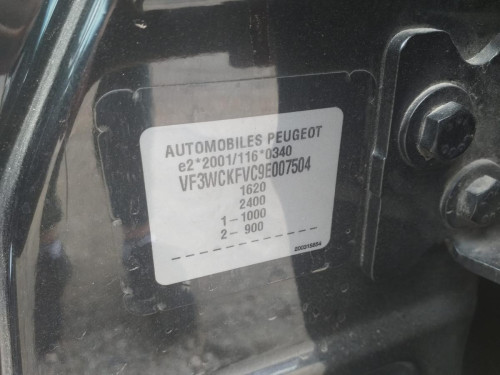 AUTOMOBILES PEUGEOT
e2*2001/116*0340
VF3WCKFVC9E007504
1620
2400
1-1000
2-900